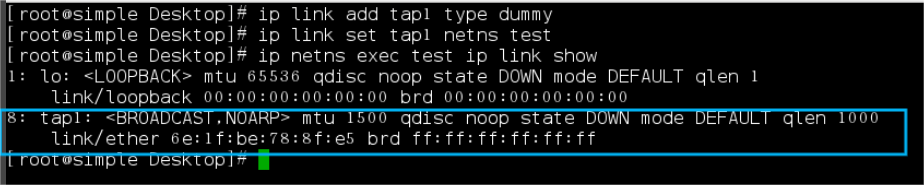 [root@simple Desktop]# ip link add tap1 type dummy
[root@simple Desktop]# ip link set tap1 netns test
[root@simple Desktop]# ip netns exec test ip link show
1: lo: <LOOPBACK> mtu 65536 qdisc noop state DOWN mode DEFAULT qlen 1
link/loopback 00:00:00:00:00:00 brd 00:00:00:00:00:00
8: tap1: <BROADCAST,NOARP> mtu 1500 qdisc noop state DOWN mode DEFAULT qlen 1000
link/ether 6e:1f:be:78:8f:e5 brd ff:ff:ff:ff:ff:ff
[root@simple Desktop]#